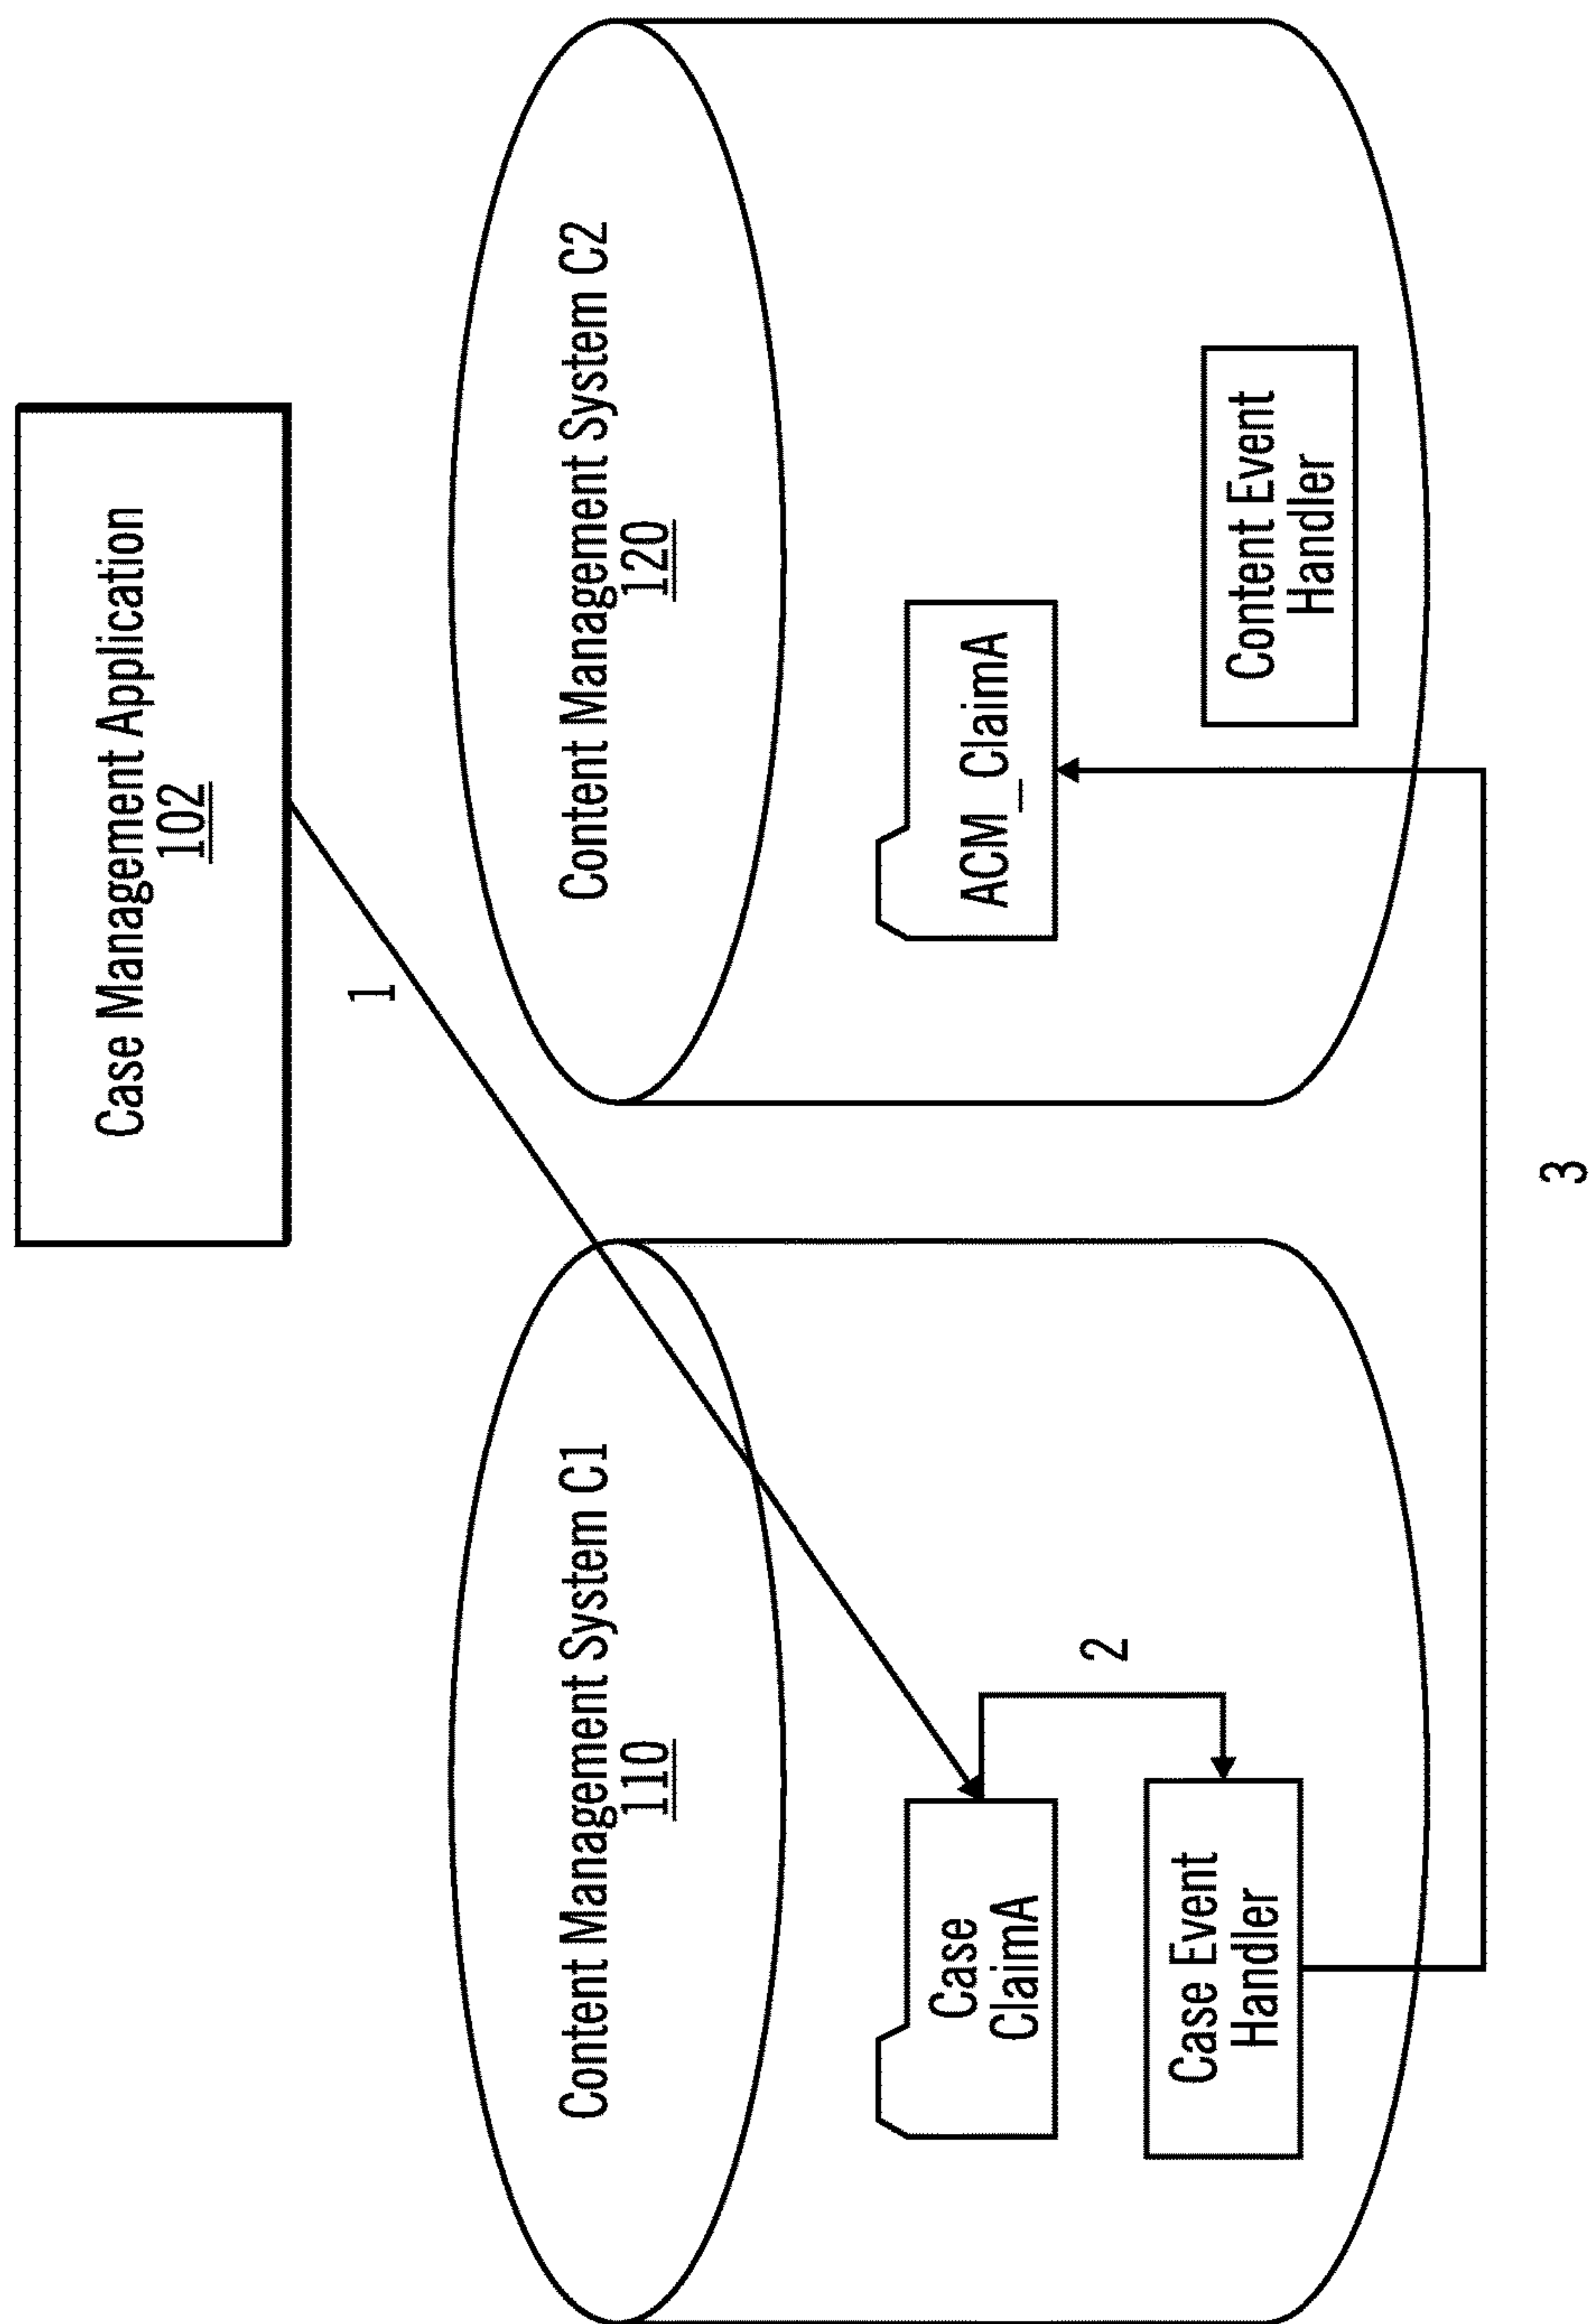 Case Management Application
102
1
Content Management System C1
110
Content Management System C2
120
Case
ClaimA
2
ACM_ClaimA
Case Event
Handler
Content Event
Handler
3